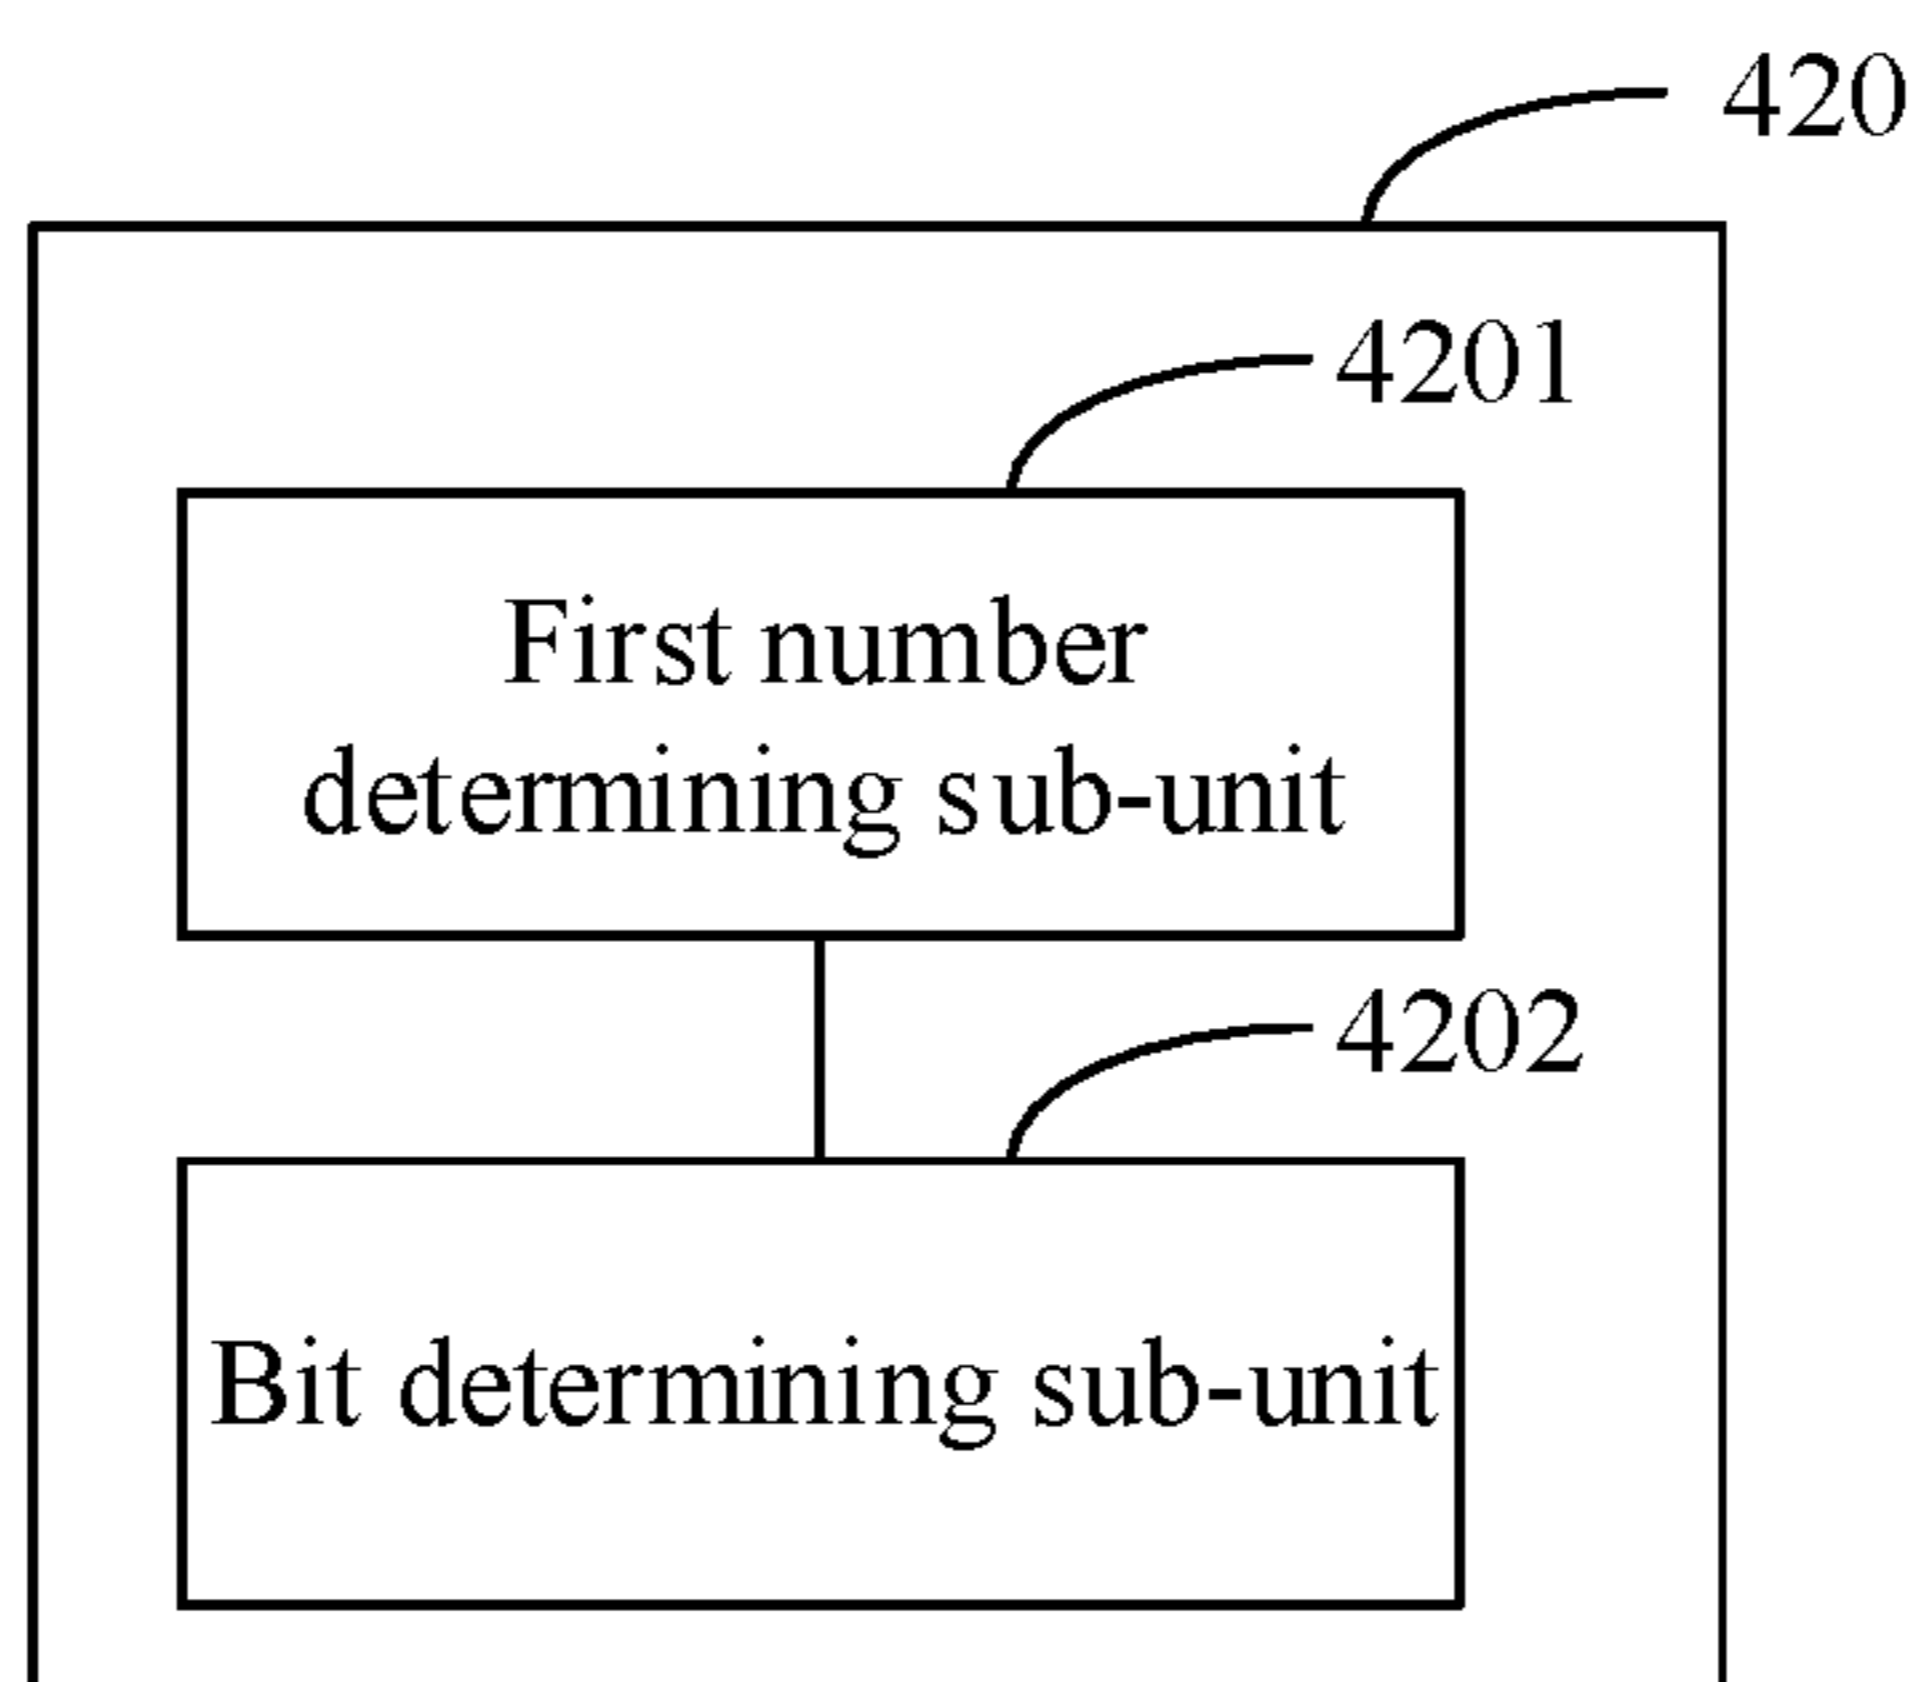 420
4201
First number
determining sub-unit
4202
Bit determining sub-unit